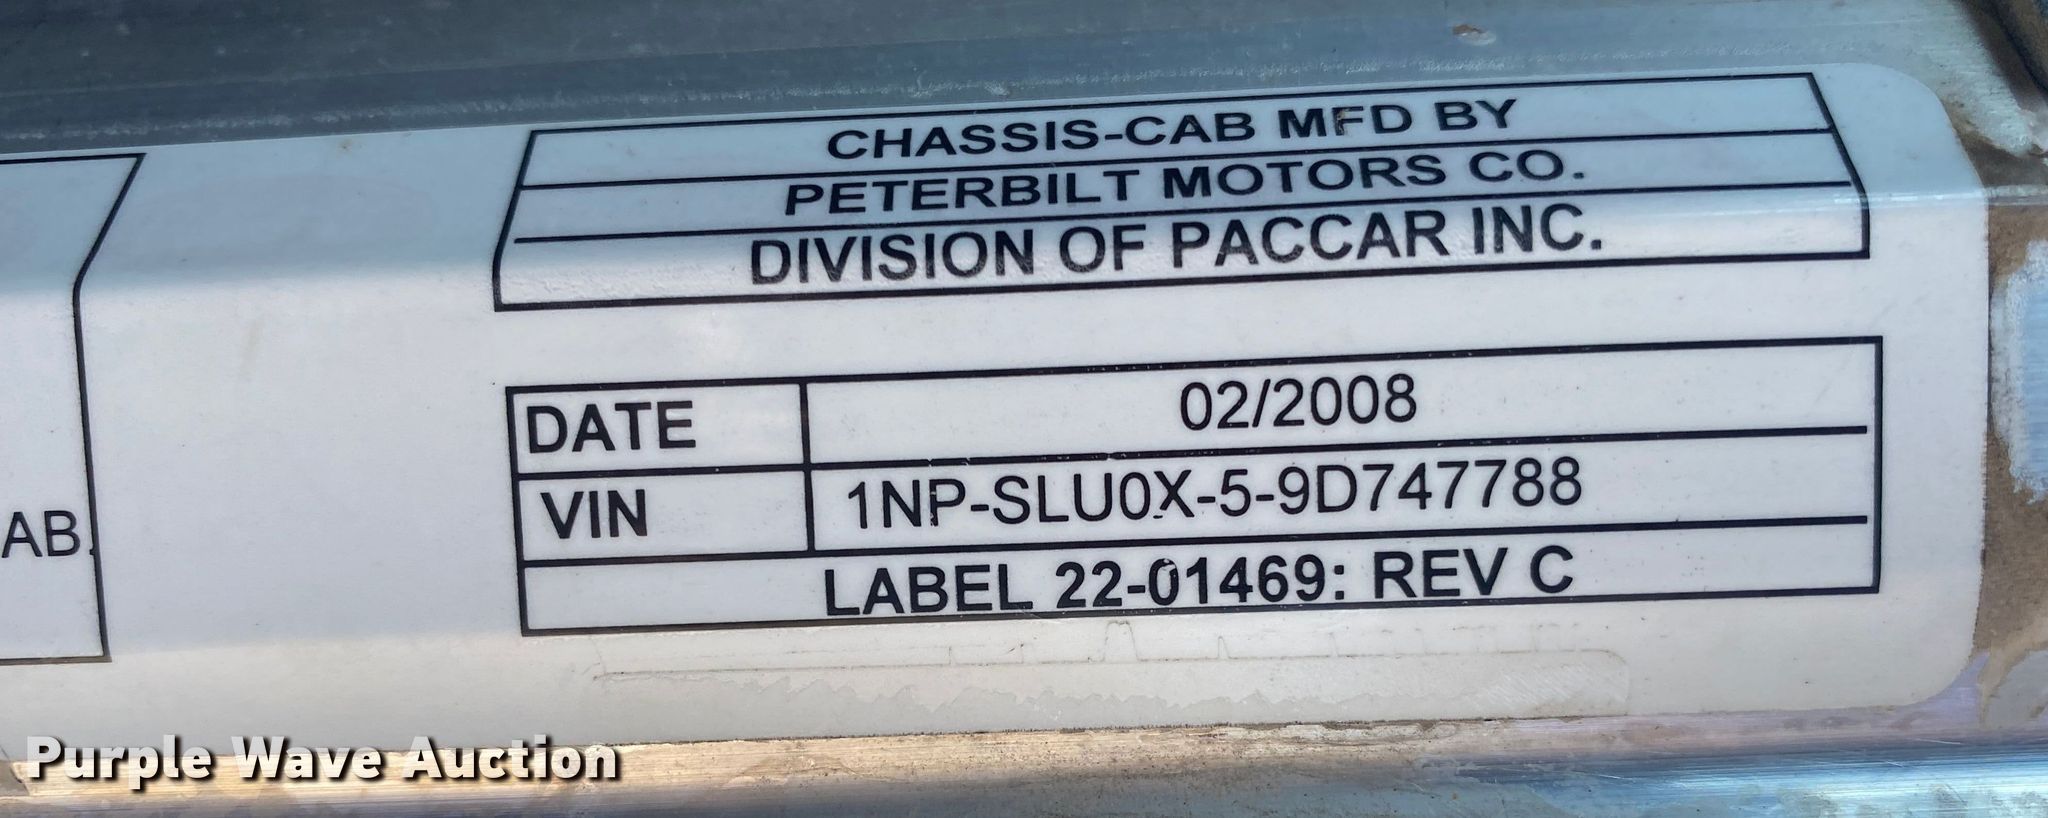 CHASSIS-CAB MFD BY
PETERBILT MOTORS CO.
DIVISION OF PACCAR INC.
DATE 02/2008
VIN 1NP-SLU0X-5-9D747788
LABEL 22-01469: REV C
AB.
Purple Wave Auction